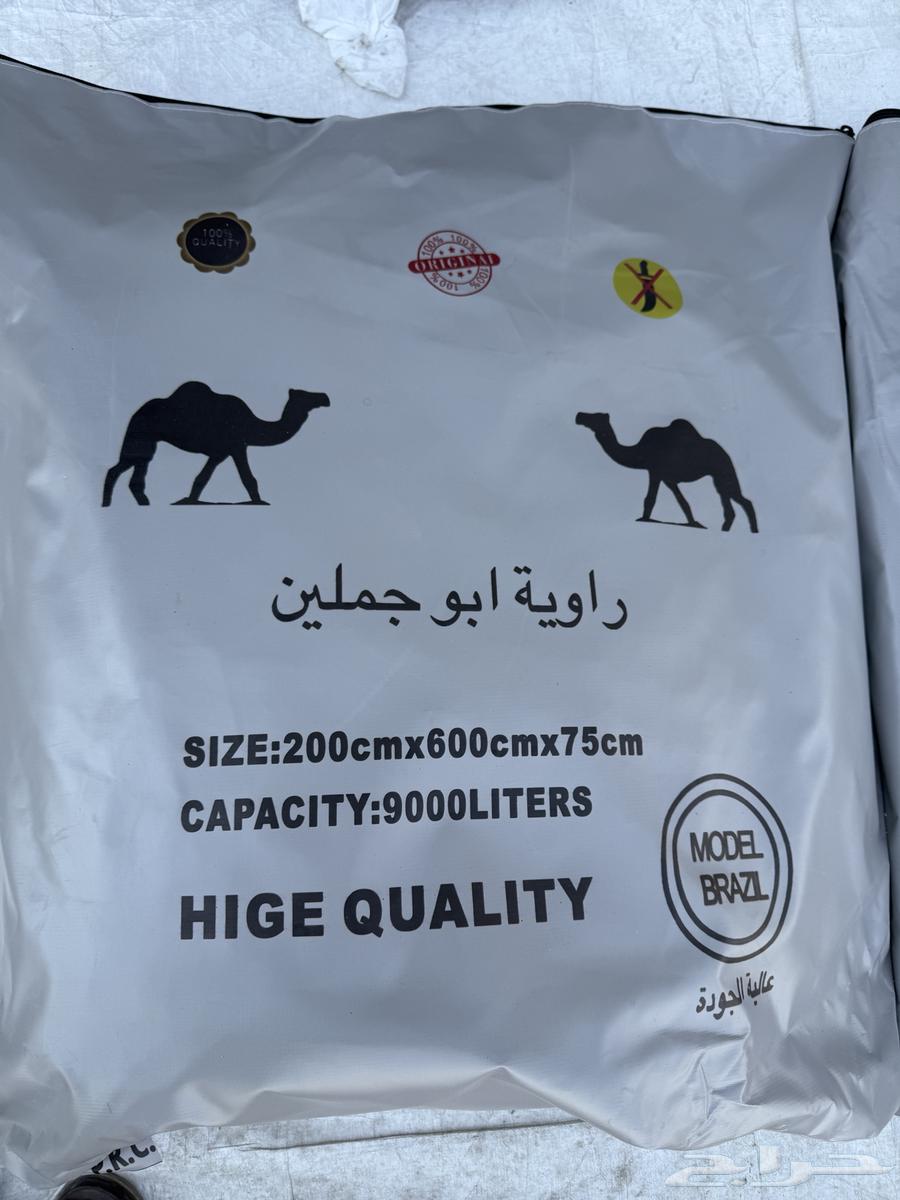 100%
QUALITY
100% 100%
ORIGINAL
100%
راوية ابو جملين
SIZE:200cmx600cmx75cm
CAPACITY:9000LITERS
HIGE QUALITY
MODEL
BRAZIL
عالية الجودة
P.R.C.
حراج